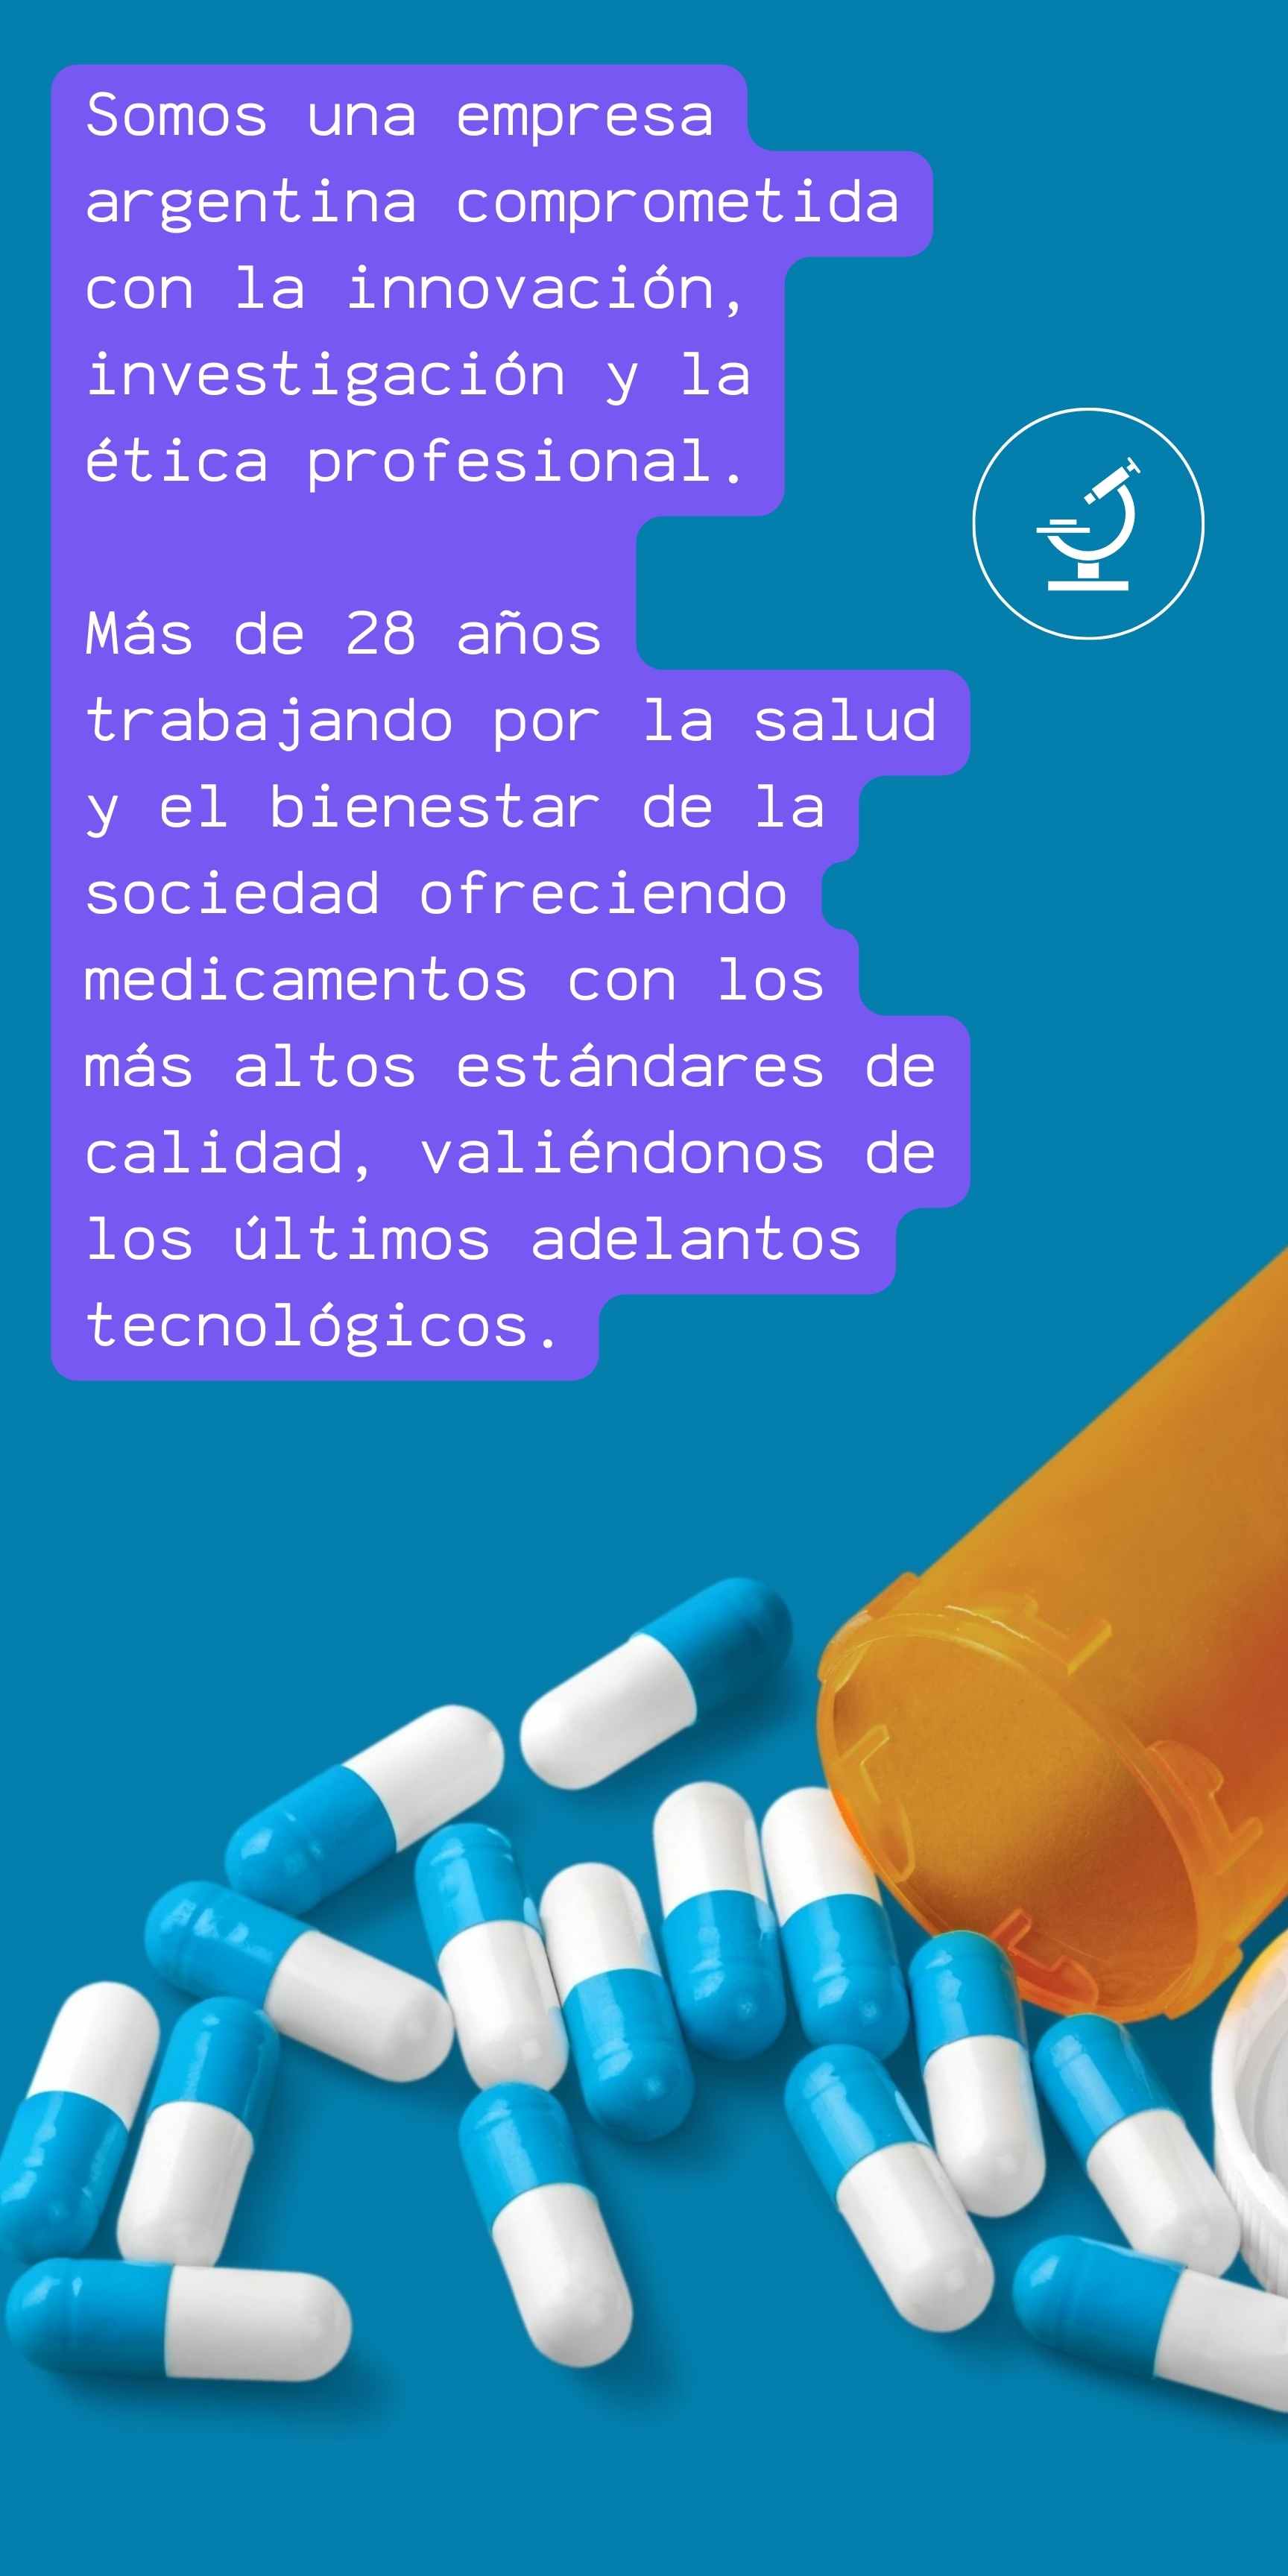 Somos una empresa
argentina comprometida
con la innovación,
investigación y la
ética profesional.
Más de 28 años
trabajando por la salud
y el bienestar de la
sociedad ofreciendo
medicamentos con los
más altos estándares de
calidad, valiéndonos de
los últimos adelantos
tecnológicos.